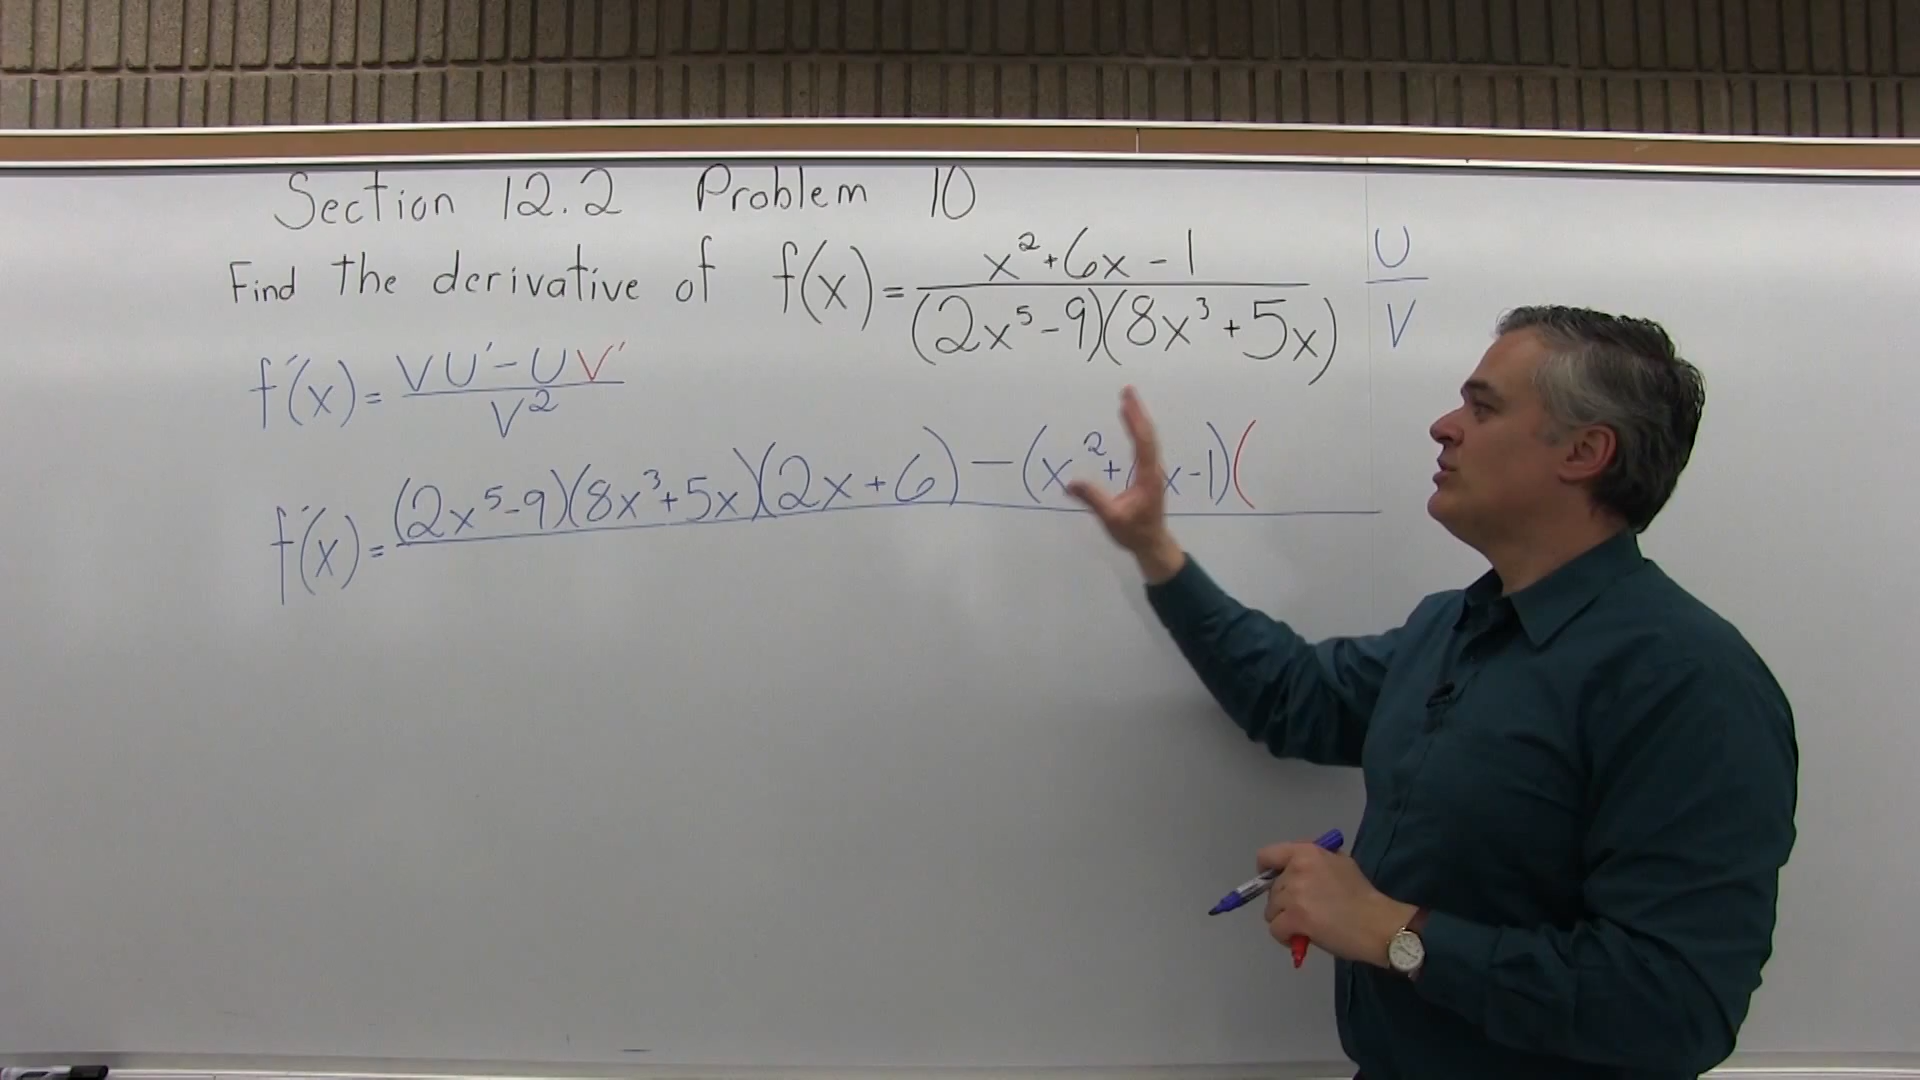 Section 12.2 Problem 10
Find the derivative of f(x) = x²+6x-1 / (2x⁵-9)(8x³+5x) U / V
f'(x) = VU' - UV' / V²
f'(x) = (2x⁵-9)(8x³+5x)(2x+6) - (x²+ x-1)(